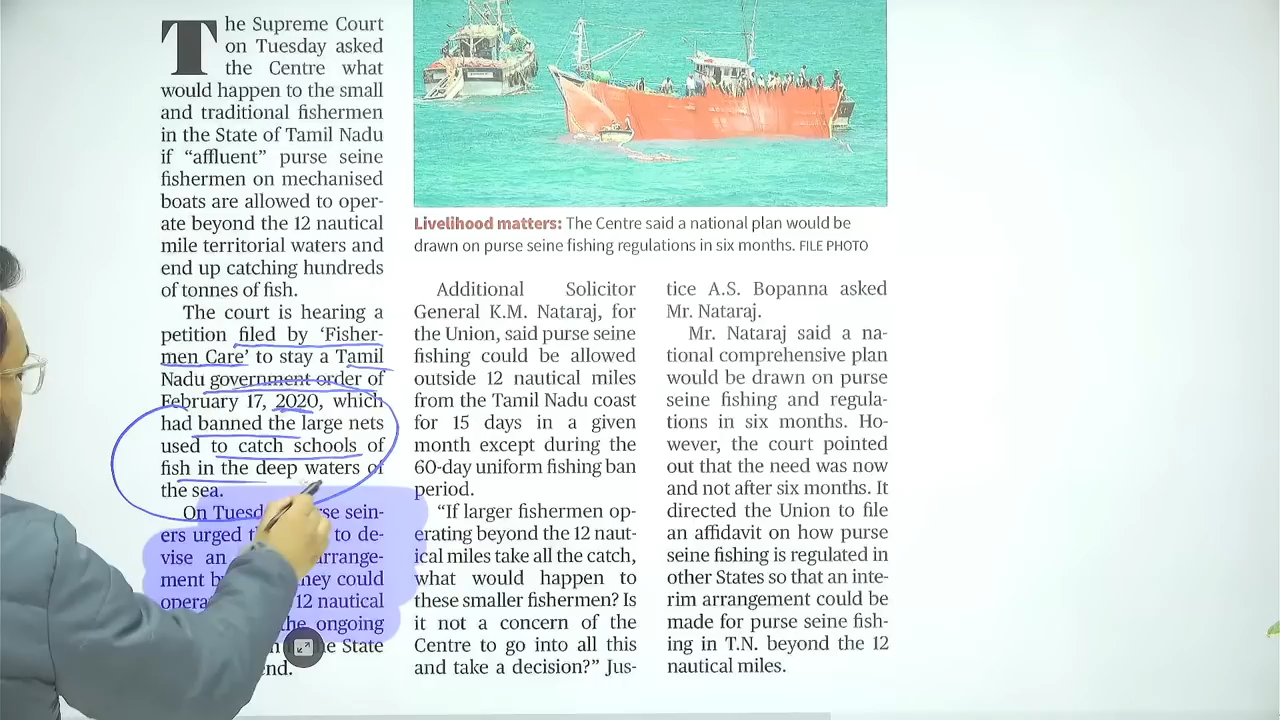 The Supreme Court
on Tuesday asked
the Centre what
would happen to the small
and traditional fishermen
in the State of Tamil Nadu
if “affluent” purse seine
fishermen on mechanised
boats are allowed to oper-
ate beyond the 12 nautical
mile territorial waters and
end up catching hundreds
of tonnes of fish.
The court is hearing a
petition filed by ‘Fisher-
men Care’ to stay a Tamil
Nadu government order of
February 17, 2020, which
had banned the large nets
used to catch schools of
fish in the deep waters of
the sea.
On sein-
ers urged to de-
vise an
ment could
12 nautical
ongoing
State
Livelihood matters: The Centre said a national plan would be
drawn on purse seine fishing regulations in six months. FILE PHOTO
Additional Solicitor
General K.M. Nataraj, for
the Union, said purse seine
fishing could be allowed
outside 12 nautical miles
from the Tamil Nadu coast
for 15 days in a given
month except during the
60-day uniform fishing ban
period.
“If larger fishermen op-
erating beyond the 12 naut-
ical miles take all the catch,
what would happen to
these smaller fishermen? Is
it not a concern of the
Centre to go into all this
and take a decision?” Jus-
tice A.S. Bopanna asked
Mr. Nataraj.
Mr. Nataraj said a na-
tional comprehensive plan
would be drawn on purse
seine fishing and regula-
tions in six months. Ho-
wever, the court pointed
out that the need was now
and not after six months. It
directed the Union to file
an affidavit on how purse
seine fishing is regulated in
other States so that an inte-
rim arrangement could be
made for purse seine fish-
ing in T.N. beyond the 12
nautical miles.